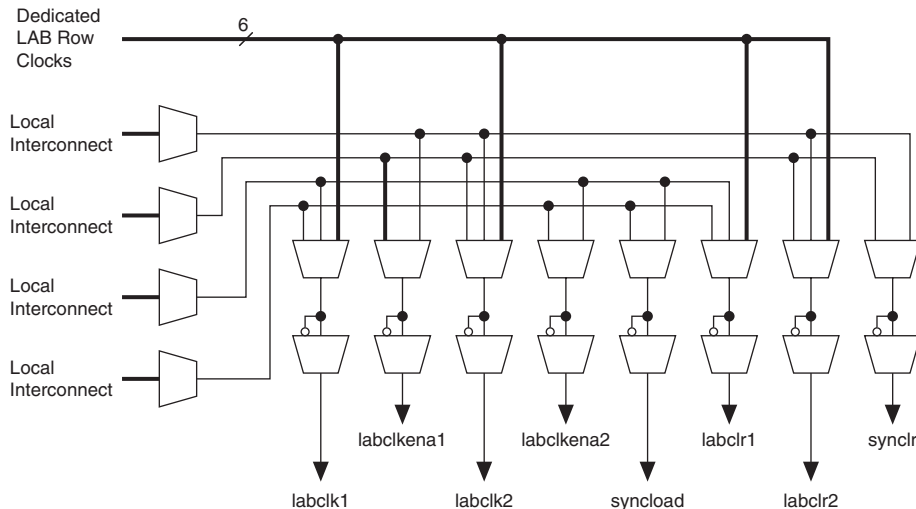 Dedicated
LAB Row
Clocks
6
Local
Interconnect
Local
Interconnect
Local
Interconnect
Local
Interconnect
labclkena1
labclkena2
labclr1
synclr
labclk1
labclk2
syncload
labclr2